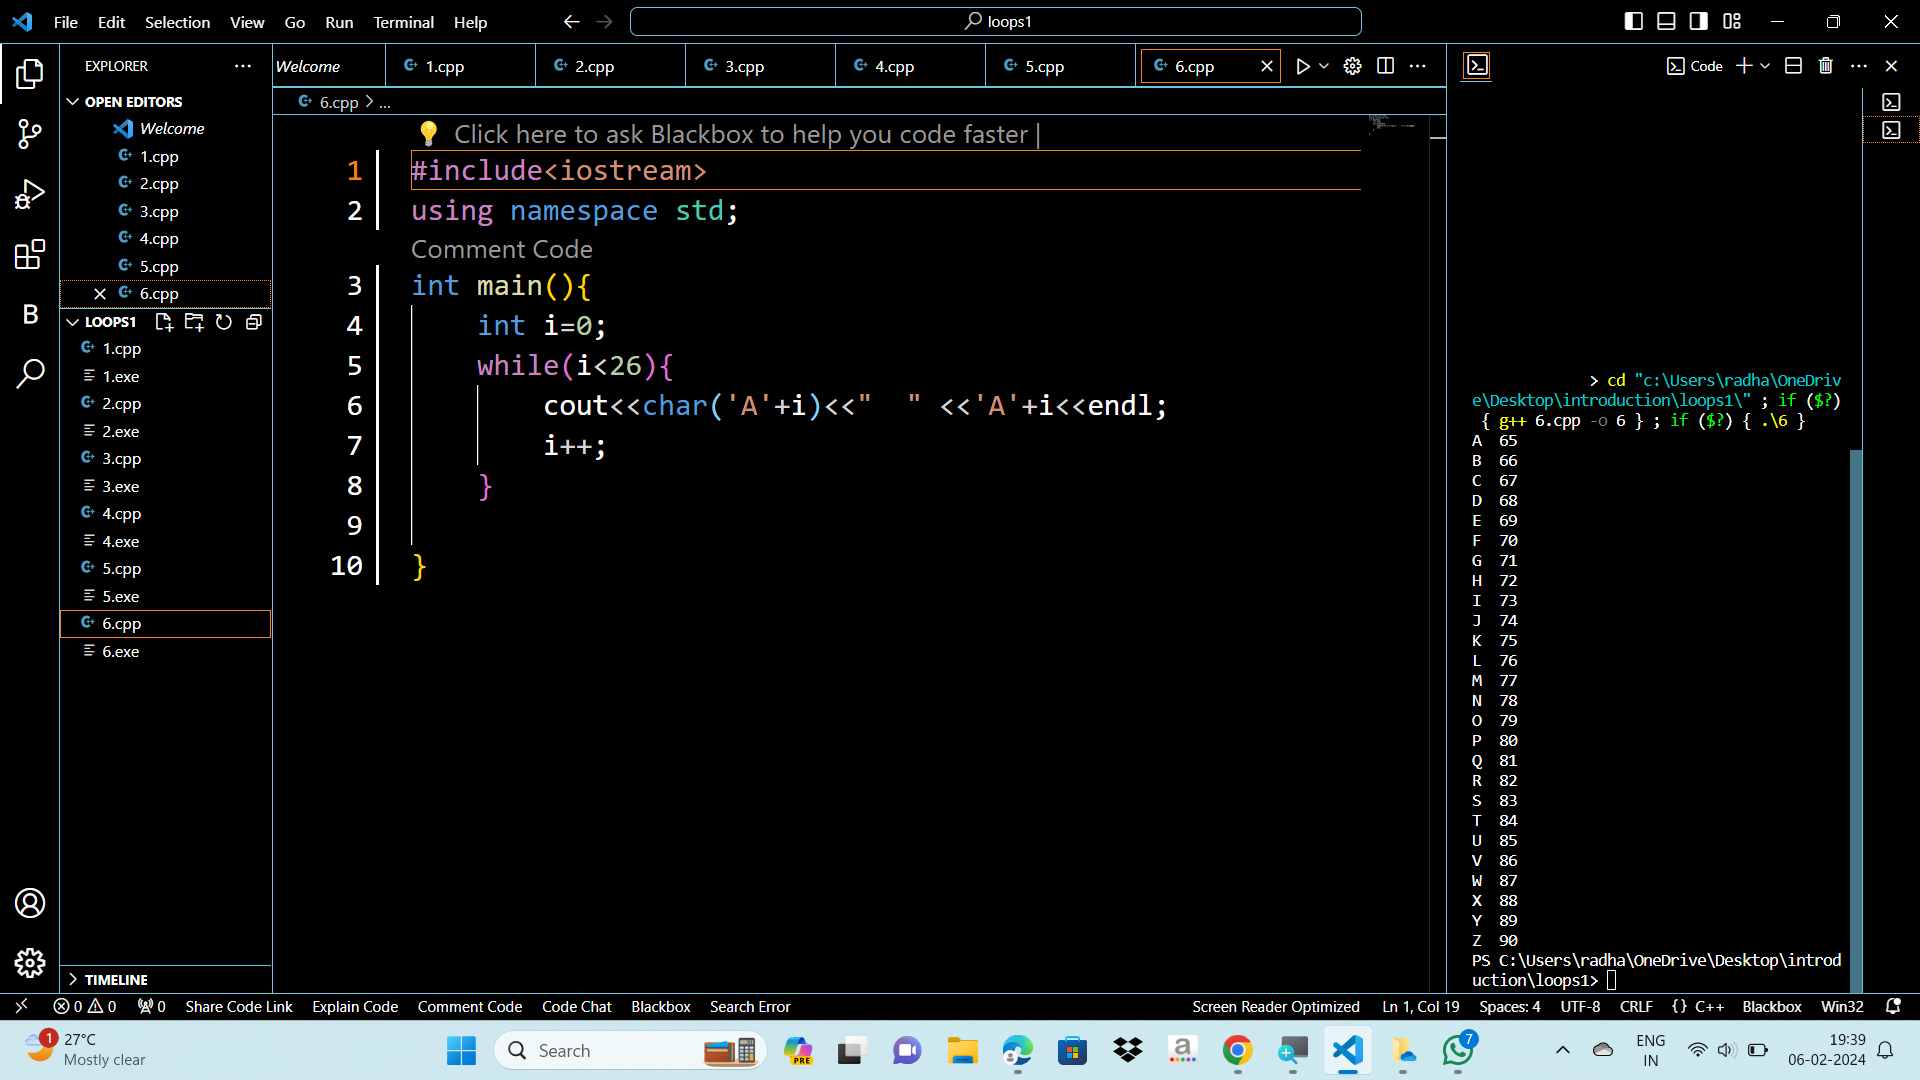 File Edit Selection View Go Run Terminal Help
loops1
EXPLORER
OPEN EDITORS
Welcome
1.cpp
2.cpp
3.cpp
4.cpp
5.cpp
6.cpp
LOOPS1
1.cpp
1.exe
2.cpp
2.exe
3.cpp
3.exe
4.cpp
4.exe
5.cpp
5.exe
6.cpp
6.exe
TIMELINE
Welcome 1.cpp 2.cpp 3.cpp 4.cpp 5.cpp 6.cpp
6.cpp > ...
Click here to ask Blackbox to help you code faster |
1 #include<iostream>
2 using namespace std;
Comment Code
3 int main(){
4 int i=0;
5 while(i<26){
6 cout<<char('A'+i)<<"  " <<'A'+i<<endl;
7 i++;
8 }
9
10 }
Code
> cd "c:\Users\radha\OneDriv
e\Desktop\introduction\loops1\" ; if ($?)
{ g++ 6.cpp -o 6 } ; if ($?) { .\6 }
A 65
B 66
C 67
D 68
E 69
F 70
G 71
H 72
I 73
J 74
K 75
L 76
M 77
N 78
O 79
P 80
Q 81
R 82
S 83
T 84
U 85
V 86
W 87
X 88
Y 89
Z 90
PS C:\Users\radha\OneDrive\Desktop\introd
uction\loops1>
0 0 0 Share Code Link Explain Code Comment Code Code Chat Blackbox Search Error Screen Reader Optimized Ln 1, Col 19 Spaces: 4 UTF-8 CRLF {} C++ Blackbox Win32
1
27°C
Mostly clear
Search
PRE
7
ENG
IN
19:39
06-02-2024